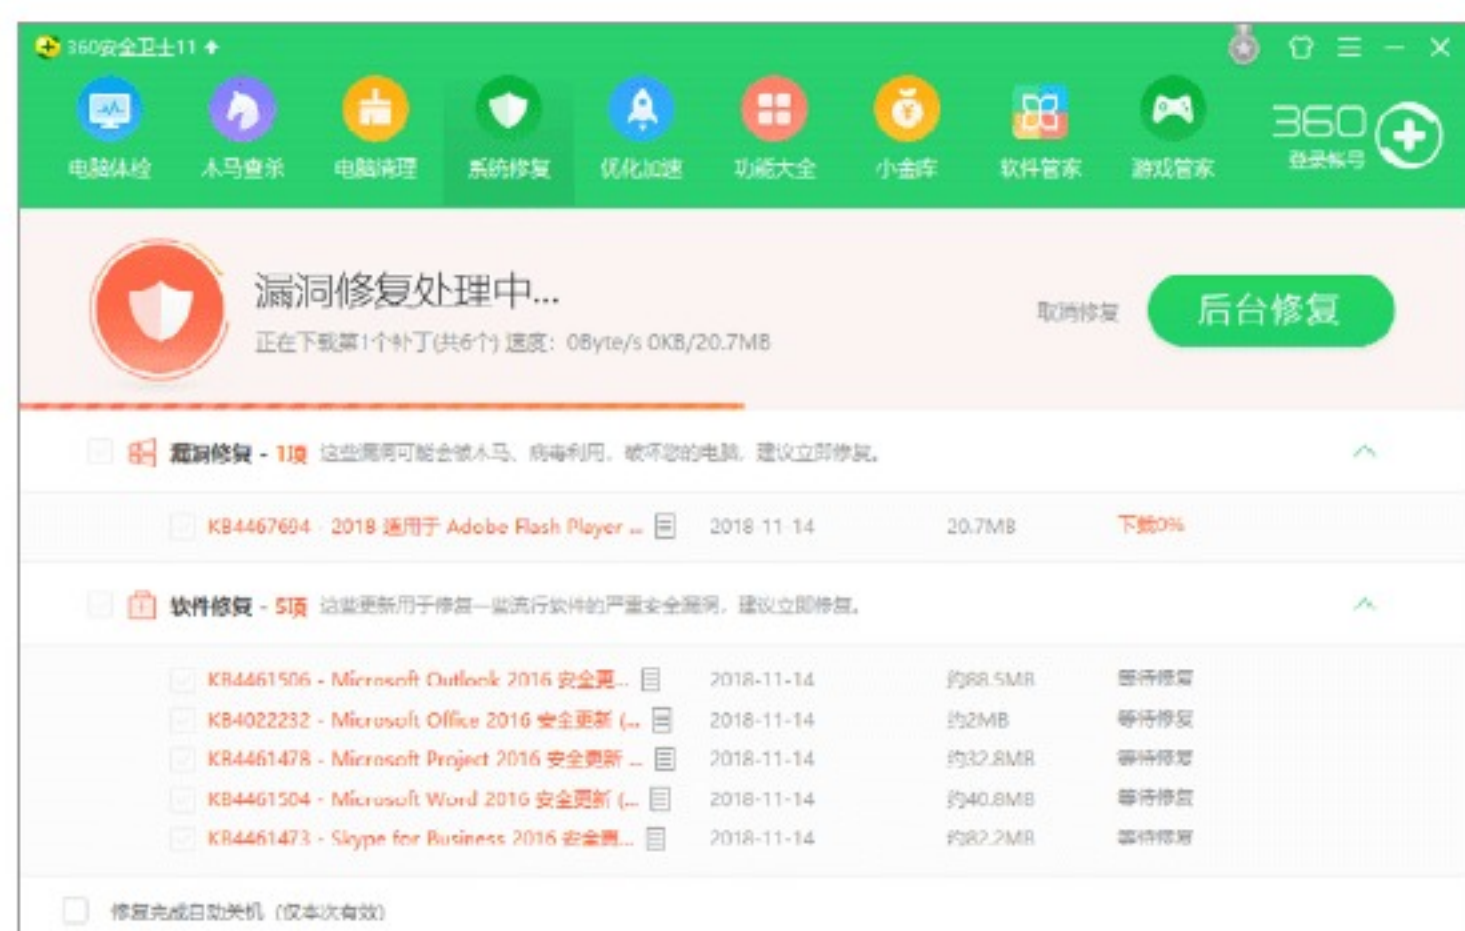 360安全卫士11
电脑体检 木马查杀 电脑清理 系统修复 优化加速 功能大全 小金库 软件管家 游戏管家 360 登录帐号
漏洞修复处理中...
正在下载第1个补丁(共6个) 速度：0Byte/s 0KB/20.7MB
取消修复 后台修复
漏洞修复 - 1项 这些漏洞可能会被木马、病毒利用，破坏您的电脑，建议立即修复。
KB4467694 - 2018 适用于 Adobe Flash Player ... 2018-11-14 20.7MB 下载0%
软件修复 - 5项 这些更新用于修复一些流行软件的严重安全漏洞，建议立即修复。
KB4461506 - Microsoft Outlook 2016 安全更... 2018-11-14 约88.5MB 等待修复
KB4022232 - Microsoft Office 2016 安全更新 (... 2018-11-14 约2MB 等待修复
KB4461478 - Microsoft Project 2016 安全更新 ... 2018-11-14 约32.8MB 等待修复
KB4461504 - Microsoft Word 2016 安全更新 (... 2018-11-14 约40.8MB 等待修复
KB4461473 - Skype for Business 2016 安全更... 2018-11-14 约82.2MB 等待修复
修复完成自动关机（仅本次有效）